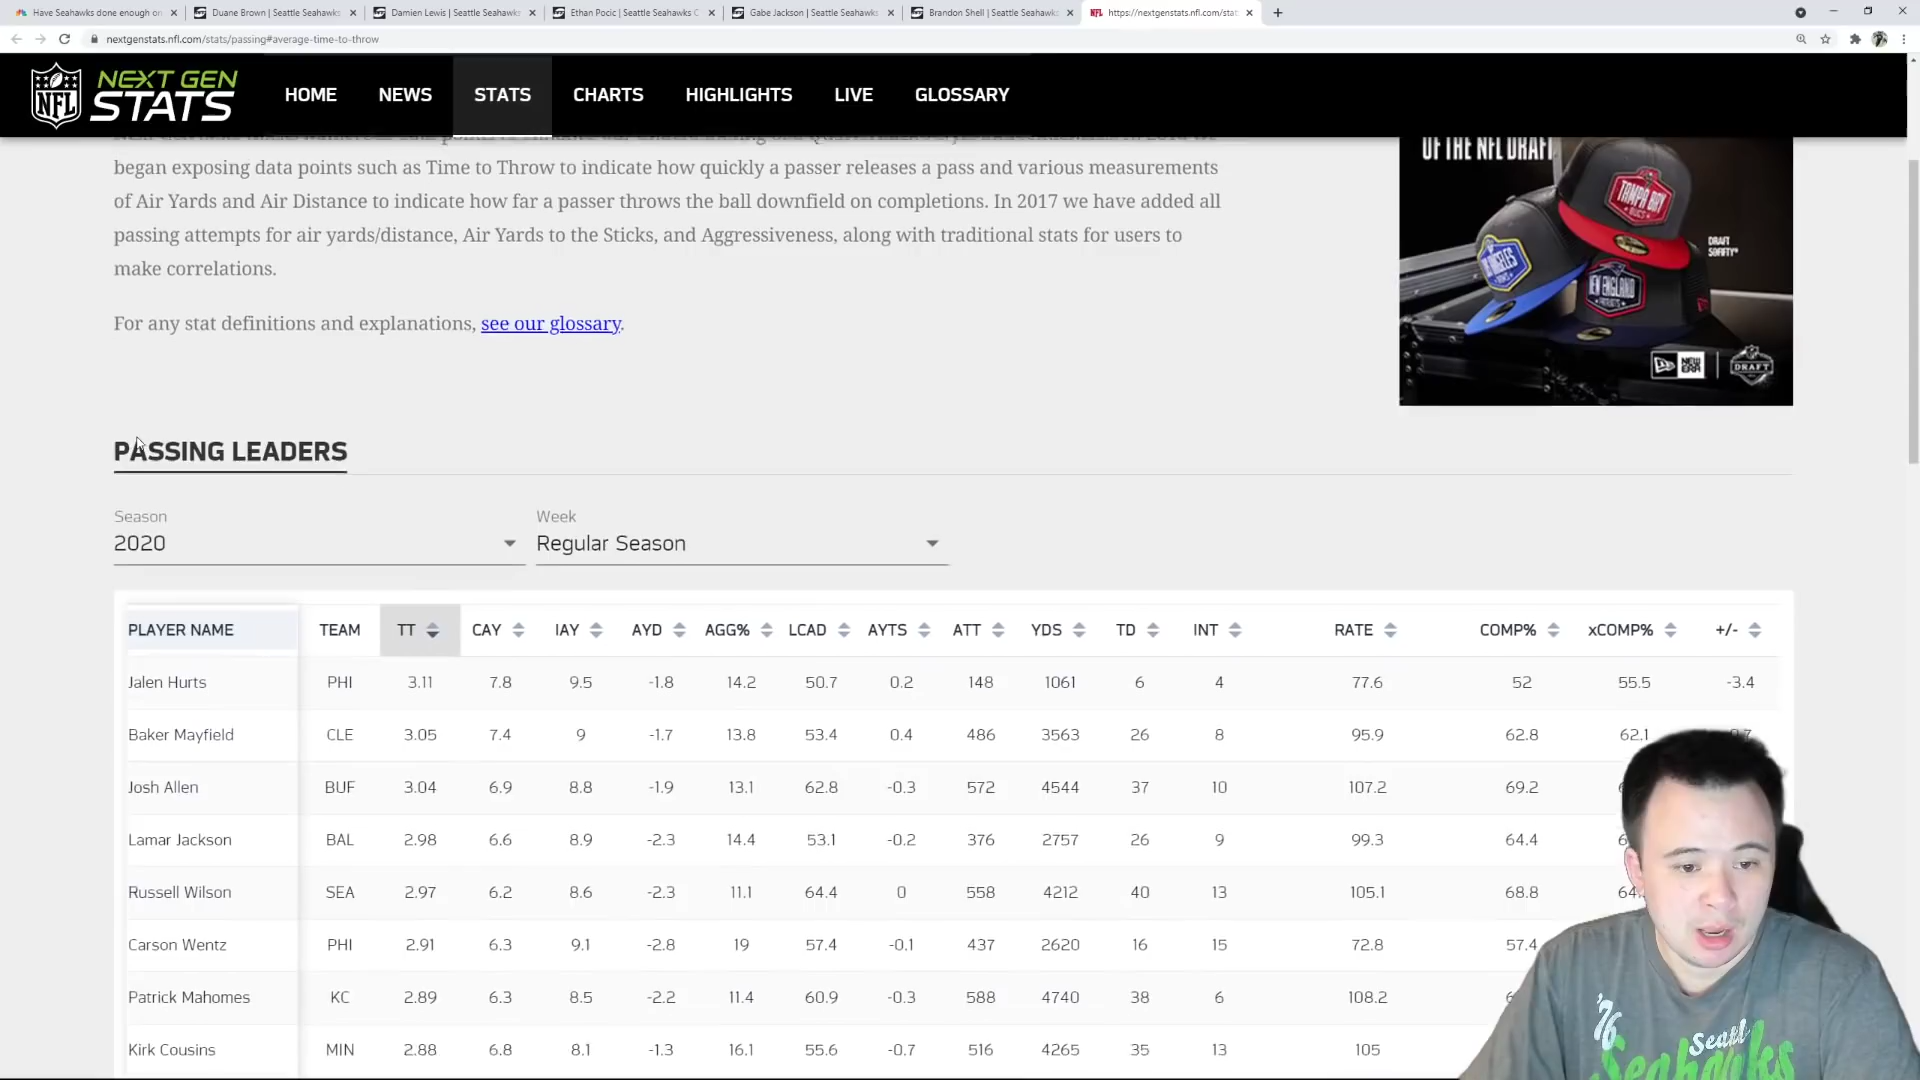 Have Seahawks done enough on
Duane Brown | Seattle Seahawks
Damien Lewis | Seattle Seahawks
Ethan Pocic | Seattle Seahawks C
Gabe Jackson | Seattle Seahawks
Brandon Shell | Seattle Seahawks
https://nextgenstats.nfl.com/stat
nextgenstats.nfl.com/stats/passing#average-time-to-throw
NFL NEXT GEN STATS
HOME NEWS STATS CHARTS HIGHLIGHTS LIVE GLOSSARY
began exposing data points such as Time to Throw to indicate how quickly a passer releases a pass and various measurements
of Air Yards and Air Distance to indicate how far a passer throws the ball downfield on completions. In 2017 we have added all
passing attempts for air yards/distance, Air Yards to the Sticks, and Aggressiveness, along with traditional stats for users to
make correlations.
For any stat definitions and explanations, see our glossary.
OF THE NFL DRAFT
TAMPA BAY
BUCS
LOS ANGELES
NEW ENGLAND
PATRIOTS
DRAFT
NEW ERA
DRAFT
PASSING LEADERS
Season
2020
Week
Regular Season
PLAYER NAME TEAM TT CAY IAY AYD AGG% LCAD AYTS ATT YDS TD INT RATE COMP% xCOMP% +/-
Jalen Hurts PHI 3.11 7.8 9.5 -1.8 14.2 50.7 0.2 148 1061 6 4 77.6 52 55.5 -3.4
Baker Mayfield CLE 3.05 7.4 9 -1.7 13.8 53.4 0.4 486 3563 26 8 95.9 62.8 62.1
Josh Allen BUF 3.04 6.9 8.8 -1.9 13.1 62.8 -0.3 572 4544 37 10 107.2 69.2
Lamar Jackson BAL 2.98 6.6 8.9 -2.3 14.4 53.1 -0.2 376 2757 26 9 99.3 64.4
Russell Wilson SEA 2.97 6.2 8.6 -2.3 11.1 64.4 0 558 4212 40 13 105.1 68.8
Carson Wentz PHI 2.91 6.3 9.1 -2.8 19 57.4 -0.1 437 2620 16 15 72.8 57.4
Patrick Mahomes KC 2.89 6.3 8.5 -2.2 11.4 60.9 -0.3 588 4740 38 6 108.2
Kirk Cousins MIN 2.88 6.8 8.1 -1.3 16.1 55.6 -0.7 516 4265 35 13 105
'76
Seattle
Seahawks